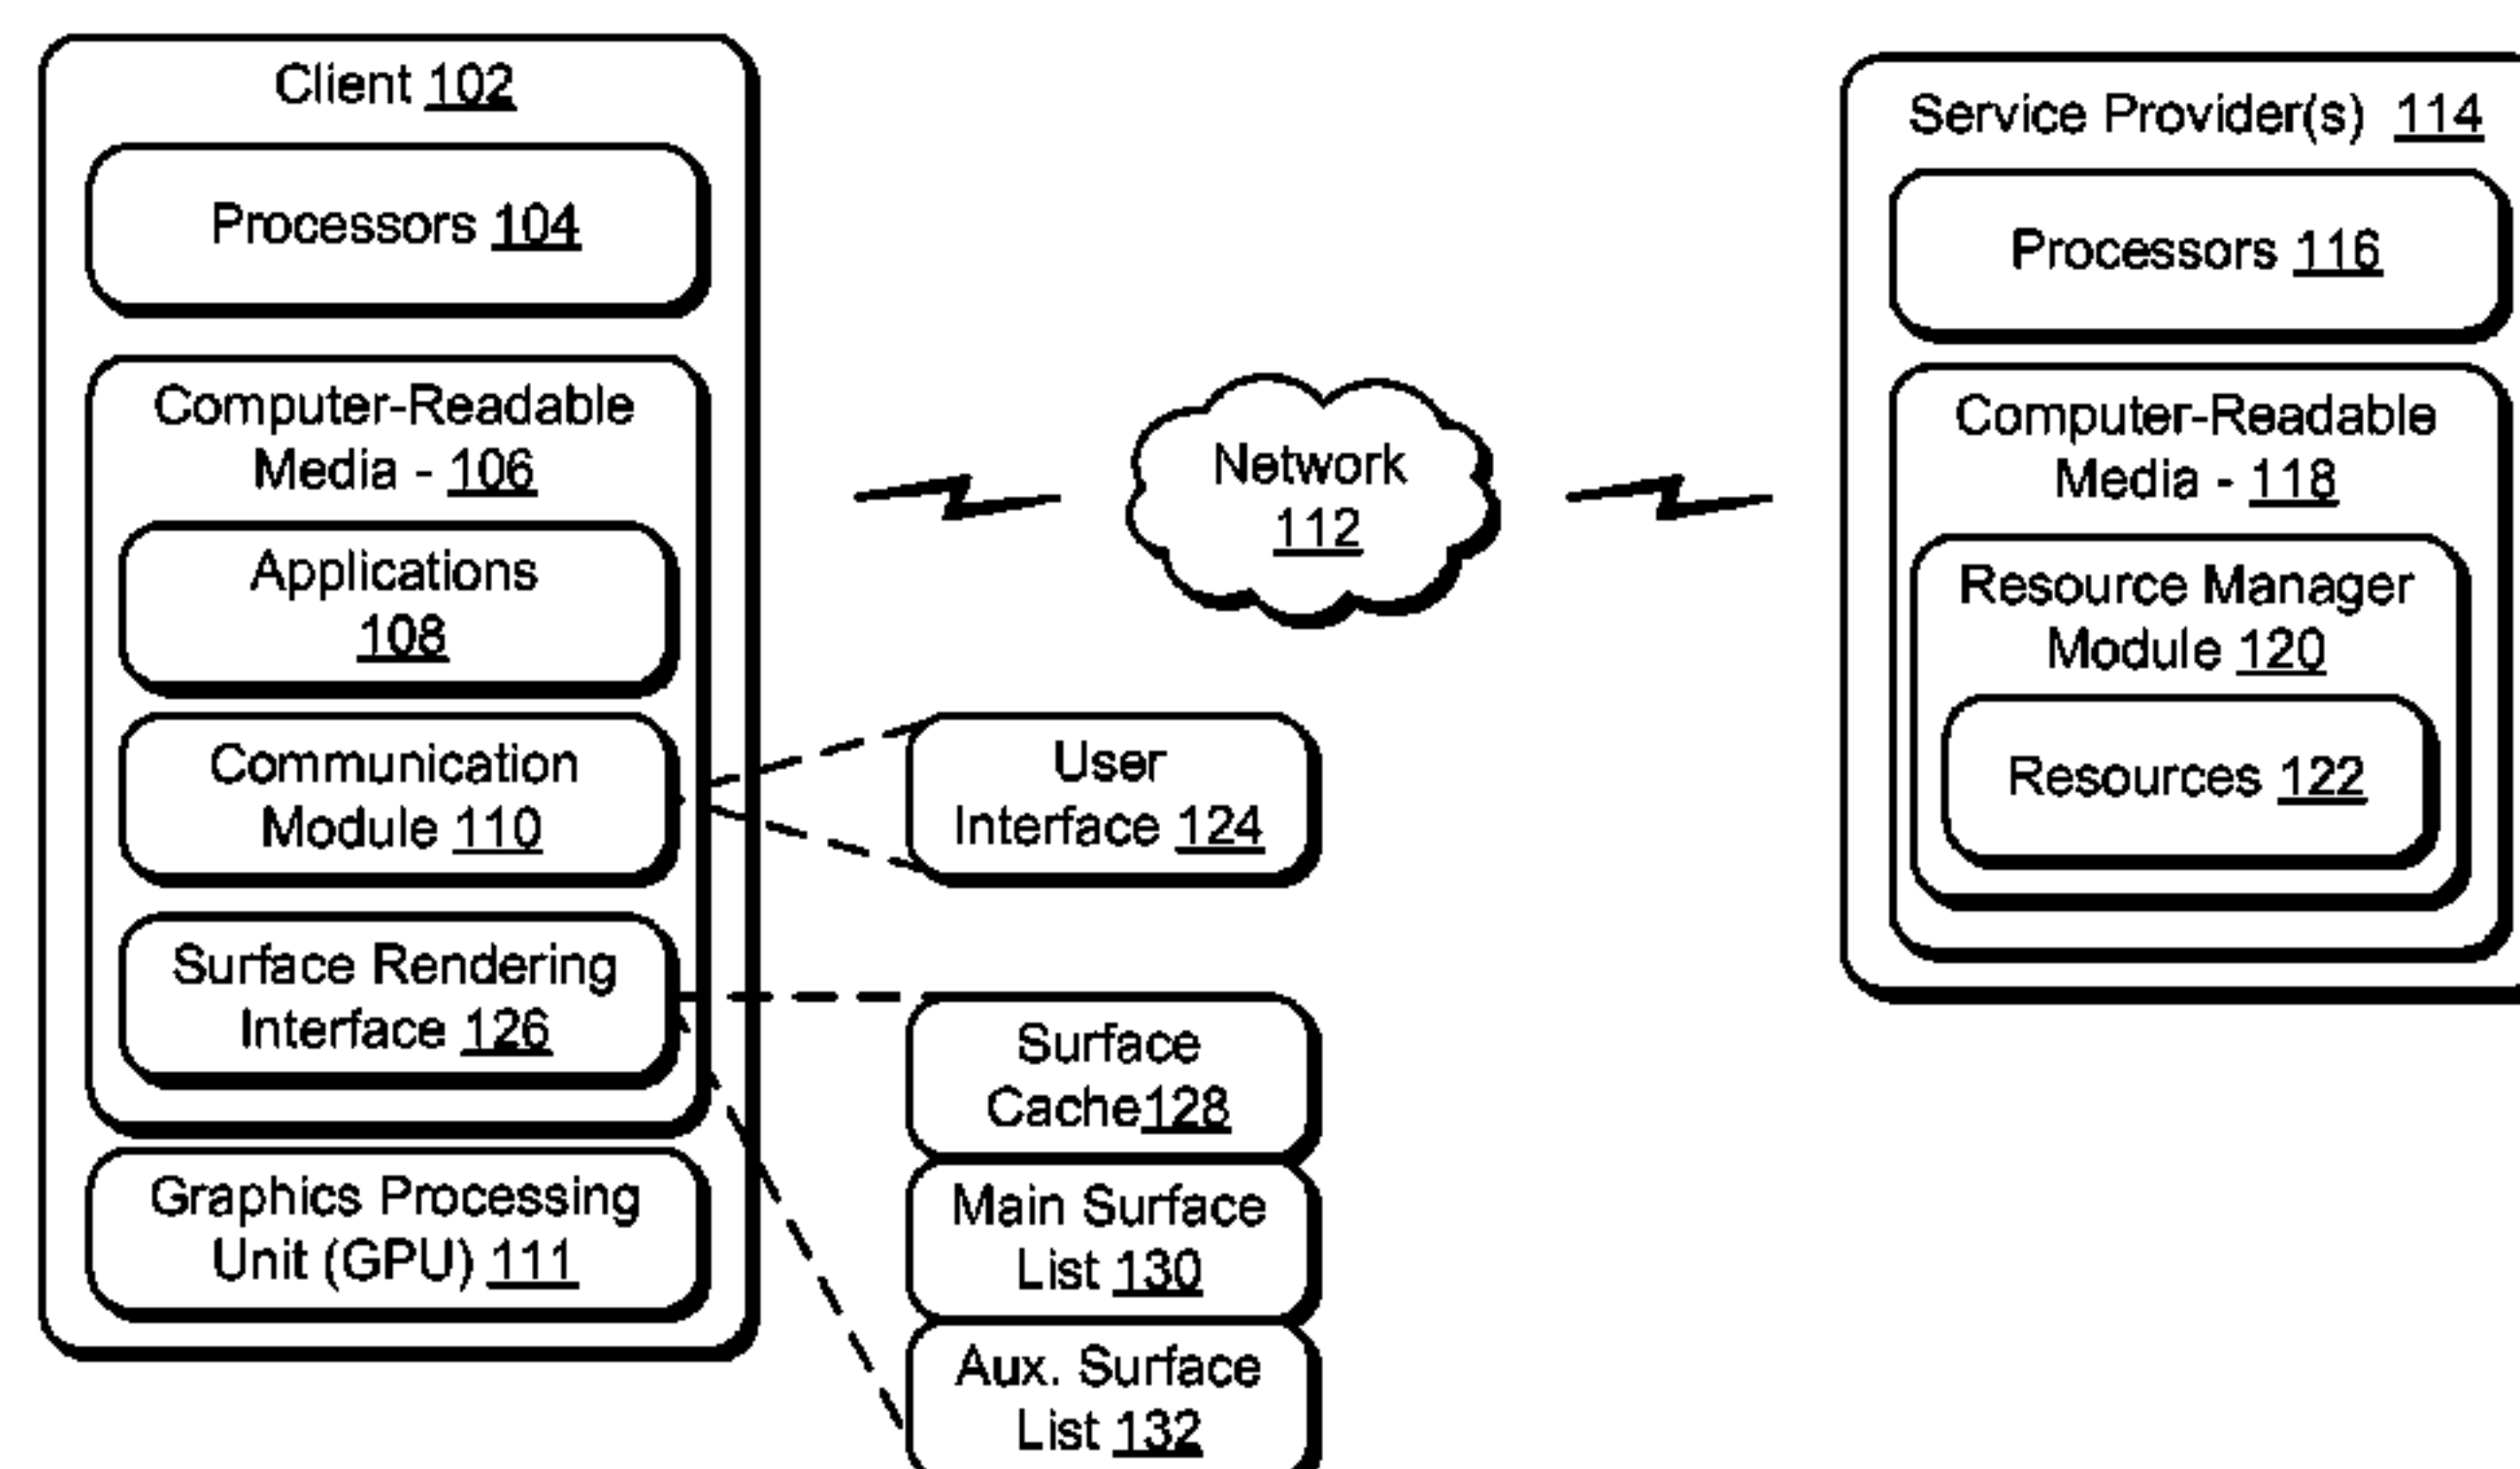 Client 102
Processors 104
Computer-Readable
Media - 106
Applications
108
Communication
Module 110
Surface Rendering
Interface 126
Graphics Processing
Unit (GPU) 111
Network
112
User
Interface 124
Surface
Cache128
Main Surface
List 130
Aux. Surface
List 132
Service Provider(s) 114
Processors 116
Computer-Readable
Media - 118
Resource Manager
Module 120
Resources 122